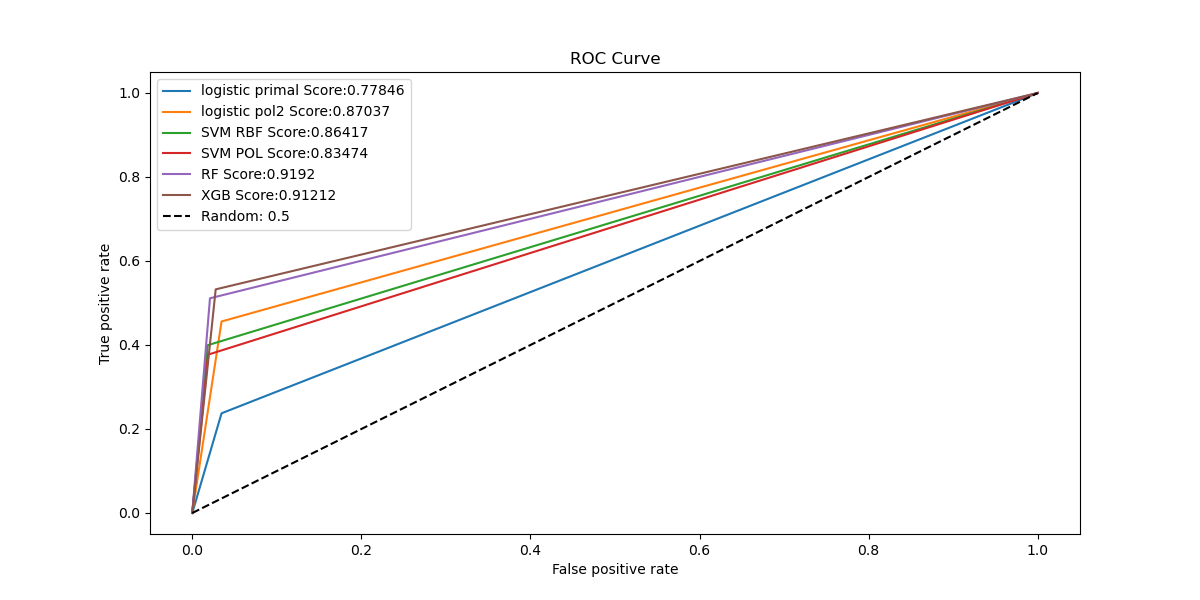 ROC Curve
logistic primal Score:0.77846
logistic pol2 Score:0.87037
SVM RBF Score:0.86417
SVM POL Score:0.83474
RF Score:0.9192
XGB Score:0.91212
Random: 0.5
1.0
0.8
0.6
0.4
0.2
0.0
True positive rate
0.0 0.2 0.4 0.6 0.8 1.0
False positive rate